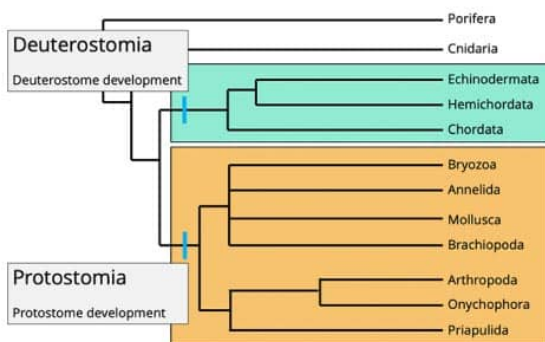 Porifera
Deuterostomia
Cnidaria
Deuterostome development
Echinodermata
Hemichordata
Chordata
Bryozoa
Annelida
Mollusca
Brachiopoda
Protostomia
Arthropoda
Onychophora
Protostome development
Priapulida